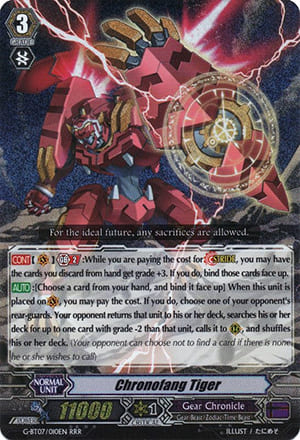 3
GRADE
For the ideal future, any sacrifices are allowed.
CONT 1 GB 2 :While you are paying the cost for STRIDE, you may have
the cards you discard from hand get grade +3. If you do, bind those cards face up.
AUTO:[Choose a card from your hand, and bind it face up] When this unit is
placed on , you may pay the cost. If you do, choose one of your opponent's
rear-guards. Your opponent returns that unit to his or her deck, searches his or her
deck for up to one card with grade -2 than that unit, calls it to , and shuffles
his or her deck. (Your opponent can choose not to find a card if there is none
he or she wishes to call)
NORMAL
UNIT
Chronofang Tiger
POWER
11000
1
CRITICAL
Gear Chronicle
Gear Beast/Zodiac Time Beast
G-BT07/010EN RRR
ILLUST / たにめそ